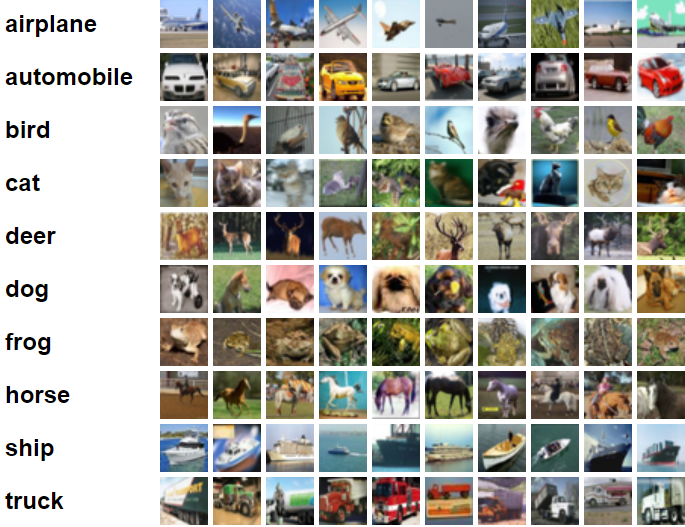 airplane
automobile
bird
cat
deer
dog
frog
horse
ship
truck